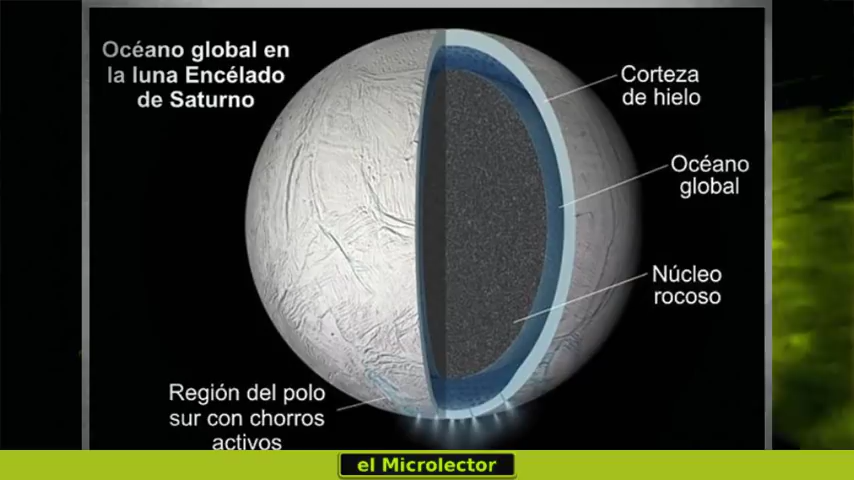 Océano global en
la luna Encélado
de Saturno
Corteza
de hielo
Océano
global
Núcleo
rocoso
Región del polo
sur con chorros
activos
el Microlector